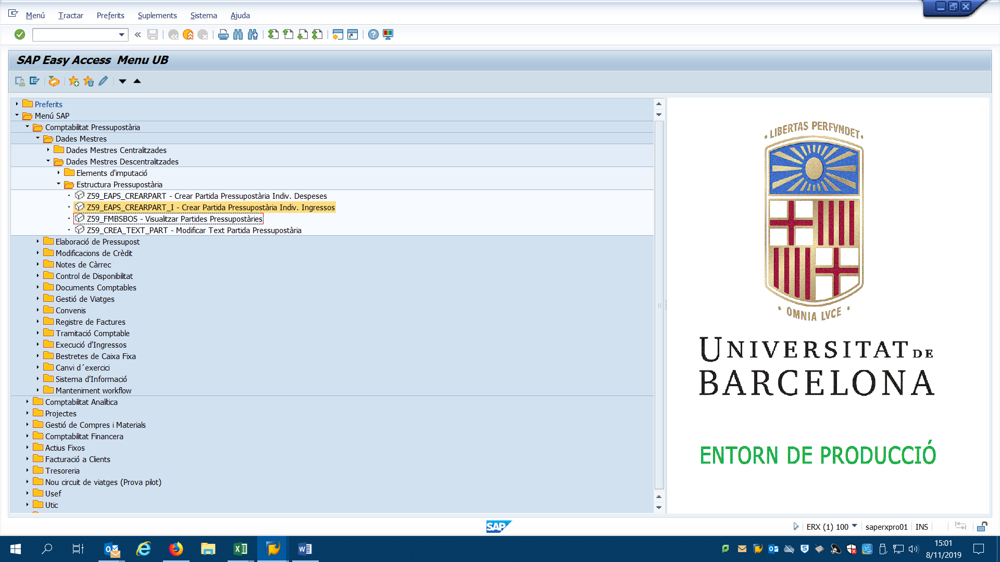 Menú Tractar Preferits Suplements Sistema Ajuda
SAP Easy Access Menu UB
Preferits
Menú SAP
Comptabilitat Pressupostària
Dades Mestres
Dades Mestres Centralitzades
Dades Mestres Descentralitzades
Elements d'imputació
Estructura Pressupostària
Z59_EAPS_CREARPART - Crear Partida Pressupostària Indiv. Despeses
Z59_EAPS_CREARPART_I - Crear Partida Pressupostària Indiv. Ingressos
Z59_FMBSBOS - Visualitzar Partides Pressupostàries
Z59_CREA_TEXT_PART - Modificar Text Partida Pressupostària
Elaboració de Pressupost
Modificacions de Crèdit
Notes de Càrrec
Control de Disponibilitat
Documents Comptables
Gestió de Viatges
Convenis
Registre de Factures
Tramitació Comptable
Execució d'Ingressos
Bestretes de Caixa Fixa
Canvi d´exercici
Sistema d'Informació
Manteniment workflow
Comptabilitat Analítica
Projectes
Gestió de Compres i Materials
Comptabilitat Financera
Actius Fixos
Facturació a Clients
Tresoreria
Nou circuit de viatges (Prova pilot)
Usef
Utic
· LIBERTAS PERFVNDET ·
· OMNIA LVCE ·
UNIVERSITAT DE
BARCELONA
ENTORN DE PRODUCCIÓ
SAP
ERX (1) 100 saperxpro01 INS
15:01
8/11/2019